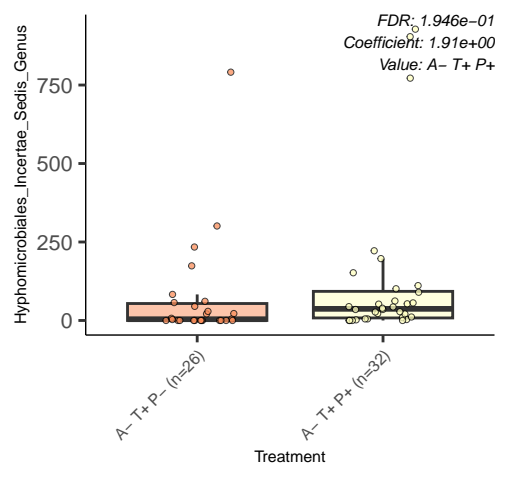 FDR: 1.946e−01
Coefficient: 1.91e+00
Value: A− T+ P+
Hyphomicrobiales_Incertae_Sedis_Genus
750
500
250
0
A− T+ P− (n=26)
A− T+ P+ (n=32)
Treatment